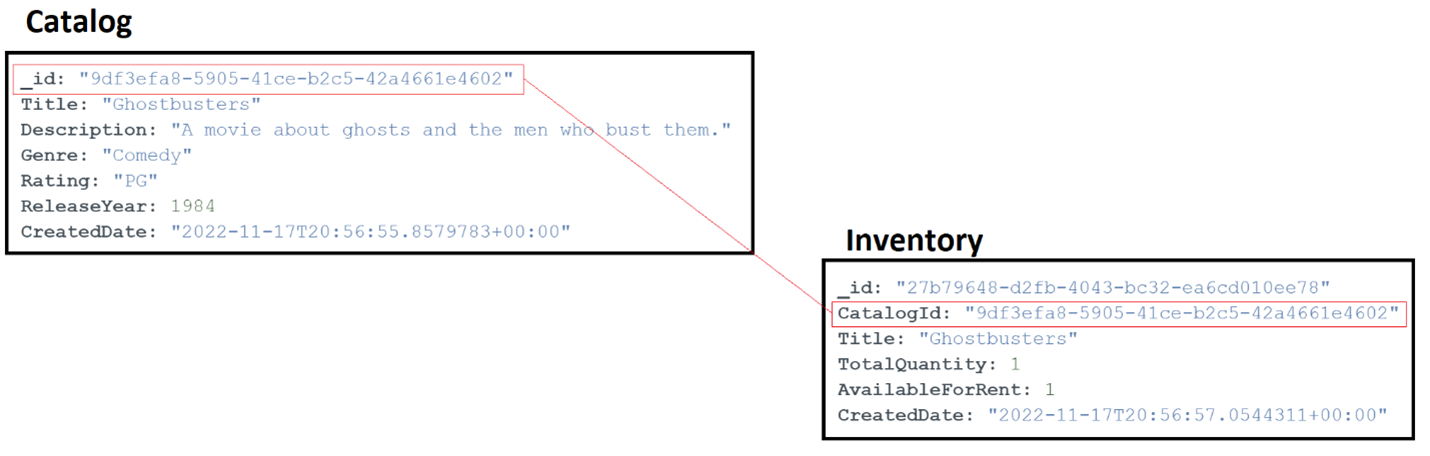 Catalog
_id: "9df3efa8-5905-41ce-b2c5-42a4661e4602"
Title: "Ghostbusters"
Description: "A movie about ghosts and the men who bust them."
Genre: "Comedy"
Rating: "PG"
ReleaseYear: 1984
CreatedDate: "2022-11-17T20:56:55.8579783+00:00"
Inventory
_id: "27b79648-d2fb-4043-bc32-ea6cd010ee78"
CatalogId: "9df3efa8-5905-41ce-b2c5-42a4661e4602"
Title: "Ghostbusters"
TotalQuantity: 1
AvailableForRent: 1
CreatedDate: "2022-11-17T20:56:57.0544311+00:00"